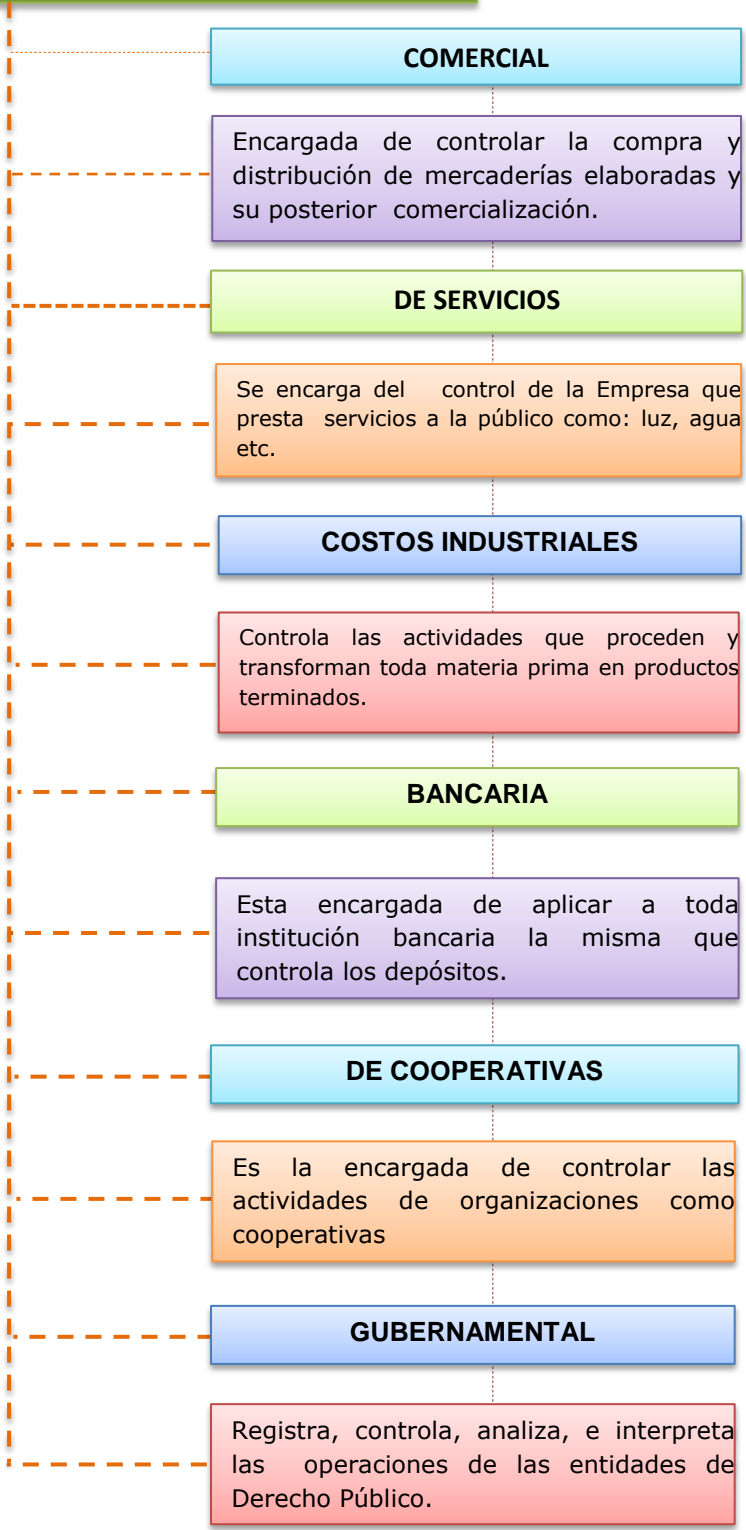 COMERCIAL
Encargada de controlar la compra y
distribución de mercaderías elaboradas y
su posterior comercialización.
DE SERVICIOS
Se encarga del control de la Empresa que
presta servicios a la público como: luz, agua
etc.
COSTOS INDUSTRIALES
Controla las actividades que proceden y
transforman toda materia prima en productos
terminados.
BANCARIA
Esta encargada de aplicar a toda
institución bancaria la misma que
controla los depósitos.
DE COOPERATIVAS
Es la encargada de controlar las
actividades de organizaciones como
cooperativas
GUBERNAMENTAL
Registra, controla, analiza, e interpreta
las operaciones de las entidades de
Derecho Público.